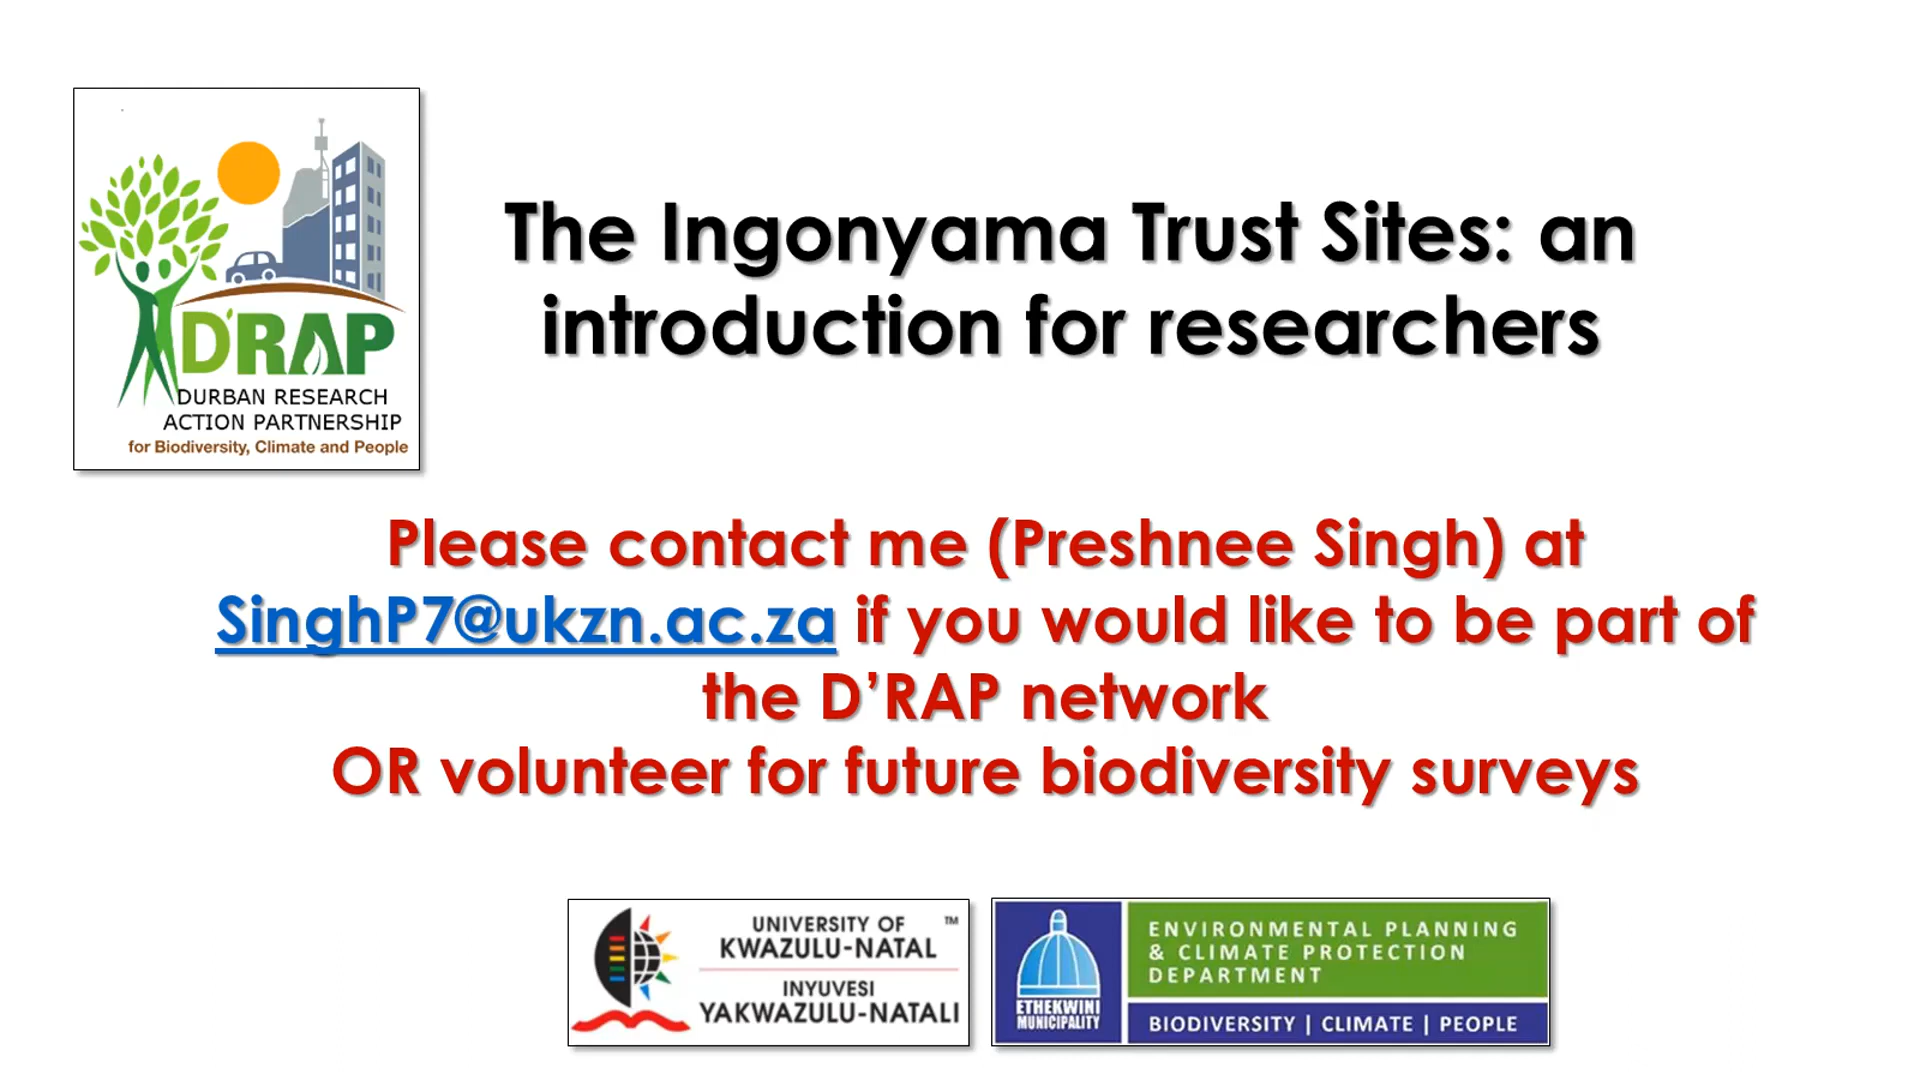 The Ingonyama Trust Sites: an
introduction for researchers
D'RAP
DURBAN RESEARCH
ACTION PARTNERSHIP
for Biodiversity, Climate and People
Please contact me (Preshnee Singh) at
SinghP7@ukzn.ac.za if you would like to be part of
the D’RAP network
OR volunteer for future biodiversity surveys
UNIVERSITY OF ™
KWAZULU-NATAL
INYUVESI
YAKWAZULU-NATALI
ETHEKWINI
MUNICIPALITY
ENVIRONMENTAL PLANNING
& CLIMATE PROTECTION
DEPARTMENT
BIODIVERSITY | CLIMATE | PEOPLE